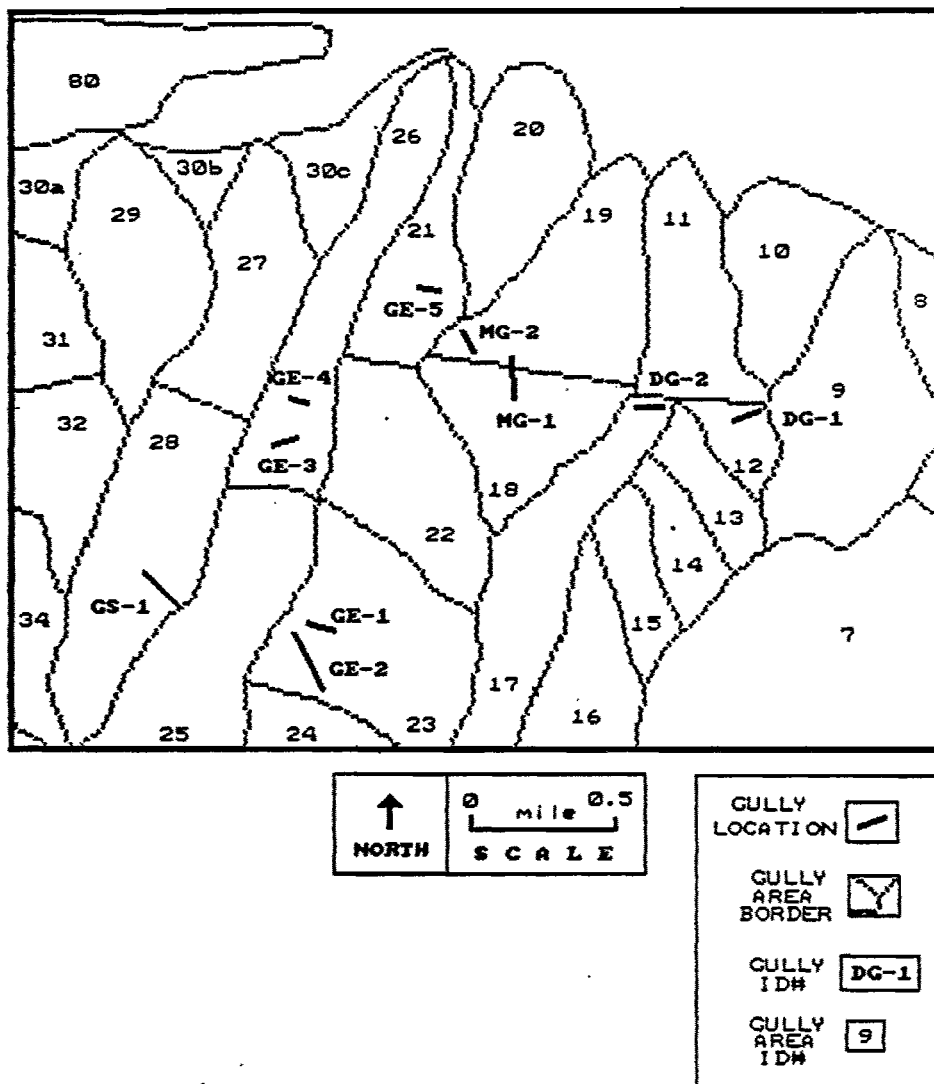 80
26
20
30a
30b
30c
29
21
19
11
27
10
8
GE-5
MG-2
31
GE-4
DG-2
9
32
28
MG-1
DG-1
GE-3
12
18
22
13
14
GS-1
GE-1
34
15
7
GE-2
17
16
25
24
23
NORTH
0 mile 0.5
SCALE
GULLY
LOCATION
GULLY
AREA
BORDER
GULLY
ID#
DG-1
GULLY
AREA
ID#
9